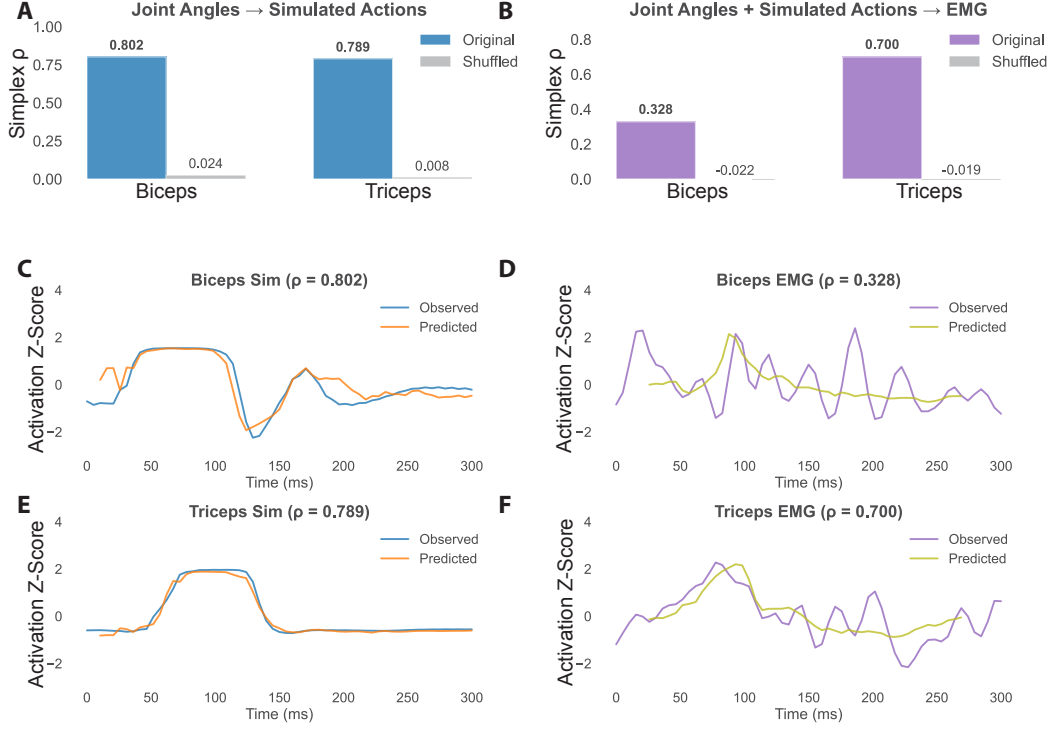 A
Joint Angles → Simulated Actions
Simplex ρ
1.00
0.75
0.50
0.25
0.00
0.802
0.024
0.789
0.008
Original
Shuffled
Biceps
Triceps
B
Joint Angles + Simulated Actions → EMG
Simplex ρ
0.8
0.6
0.4
0.2
0.0
0.328
-0.022
0.700
-0.019
Original
Shuffled
Biceps
Triceps
C
Biceps Sim (ρ = 0.802)
Activation Z-Score
4
2
0
−2
Observed
Predicted
0 50 100 150 200 250 300
Time (ms)
D
Biceps EMG (ρ = 0.328)
Activation Z-Score
4
2
0
−2
Observed
Predicted
0 50 100 150 200 250 300
Time (ms)
E
Triceps Sim (ρ = 0.789)
Activation Z-Score
4
2
0
−2
Observed
Predicted
0 50 100 150 200 250 300
Time (ms)
F
Triceps EMG (ρ = 0.700)
Activation Z-Score
4
2
0
−2
Observed
Predicted
0 50 100 150 200 250 300
Time (ms)